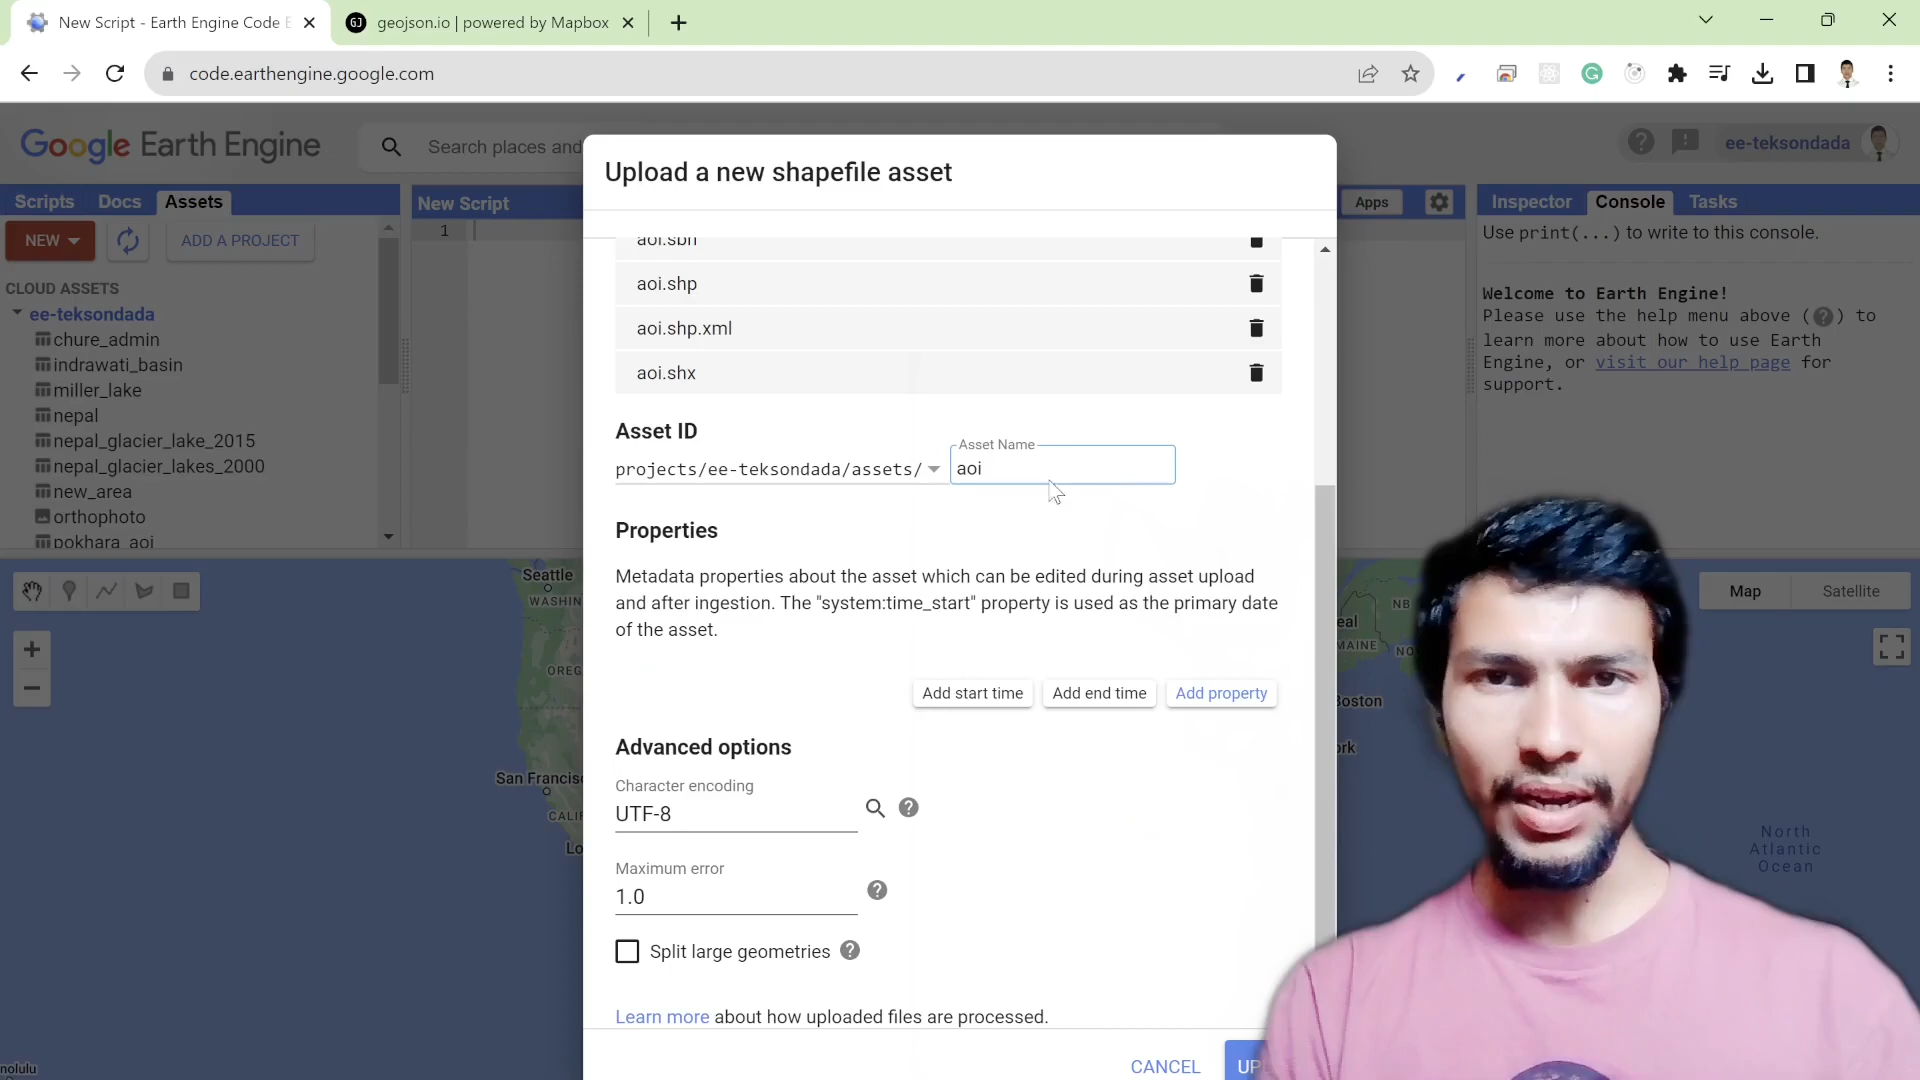 New Script - Earth Engine Code E
geojson.io | powered by Mapbox
code.earthengine.google.com
Google Earth Engine
Search places and
ee-teksondada
Scripts Docs Assets
New Script
Apps
Inspector Console Tasks
NEW
ADD A PROJECT
1
Use print(...) to write to this console.
Welcome to Earth Engine!
Please use the help menu above (?) to
learn more about how to use Earth
Engine, or visit our help page for
support.
CLOUD ASSETS
ee-teksondada
chure_admin
indrawati_basin
miller_lake
nepal
nepal_glacier_lake_2015
nepal_glacier_lakes_2000
new_area
orthophoto
pokhara_aoi
Upload a new shapefile asset
aoi.sbn
aoi.shp
aoi.shp.xml
aoi.shx
Asset ID
Asset Name
projects/ee-teksondada/assets/ aoi
Properties
Metadata properties about the asset which can be edited during asset upload
and after ingestion. The "system:time_start" property is used as the primary date
of the asset.
Add start time Add end time Add property
Advanced options
Character encoding
UTF-8
Maximum error
1.0
Split large geometries
Learn more about how uploaded files are processed.
CANCEL UP
Map Satellite
Seattle
WASHIN
OREG
San Francis
CALIF
Lo
NB
eal
MAINE
NO
Boston
ork
North
Atlantic
Ocean
nolulu